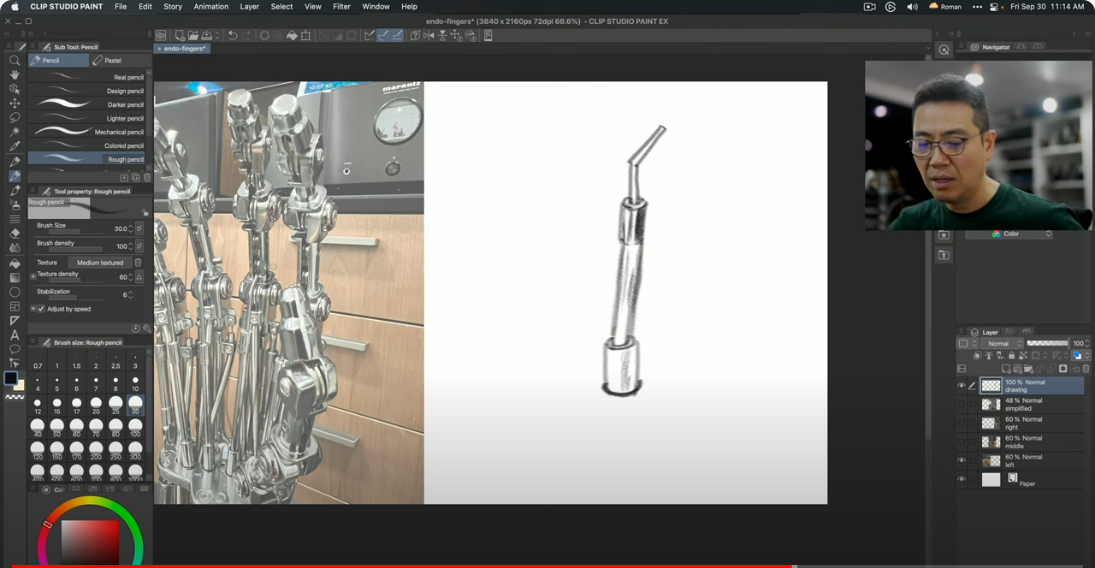 CLIP STUDIO PAINT File Edit Story Animation Layer Select View Filter Window Help Roman Fri Sep 30 11:14 AM
endo-fingers* (3840 x 2160px 72dpi 68.6%) - CLIP STUDIO PAINT EX
Sub Tool: Pencil
endo-fingers*
Navigator
Pencil Pastel
Real pencil
Design pencil
Darker pencil
Lighter pencil
Mechanical pencil
Colored pencil
Rough pencil
Tool property: Rough pencil
Rough pencil
Brush Size 30.0
Brush density 100
Texture Medium textured
Texture density 60
Stabilization 6
Adjust by speed
Brush size: Rough pencil
0.7 1 1.5 2 2.5 3
4 5 6 7 8 10
12 15 17 20 25 30
40 50 60 70 80 100
120 150 170 200 250 300
400 500 600 700 800 1000
marantz
Color
Layer
Normal 100
100 % Normal
drawing
48 % Normal
simplified
60 % Normal
right
60 % Normal
middle
60 % Normal
left
Paper